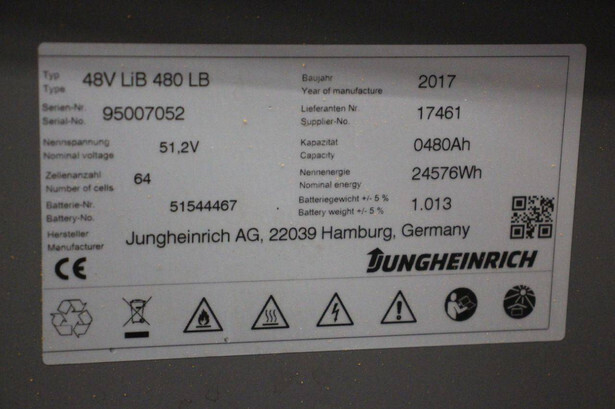 Typ 48V LiB 480 LB Baujahr 2017
Type Year of manufacture
Serien-Nr. 95007052 Lieferanten Nr. 17461
Serial-No. Supplier-No.
Nennspannung 51,2V Kapazität 0480Ah
Nominal voltage Capacity
Zellenanzahl 64 Nennenergie 24576Wh
Number of cells Nominal energy
Batterie-Nr. 51544467 Batteriegewicht +/- 5 % 1.013
Battery-No. Battery weight +/- 5 %
Hersteller Jungheinrich AG, 22039 Hamburg, Germany
Manufacturer
CE JUNGHEINRICH